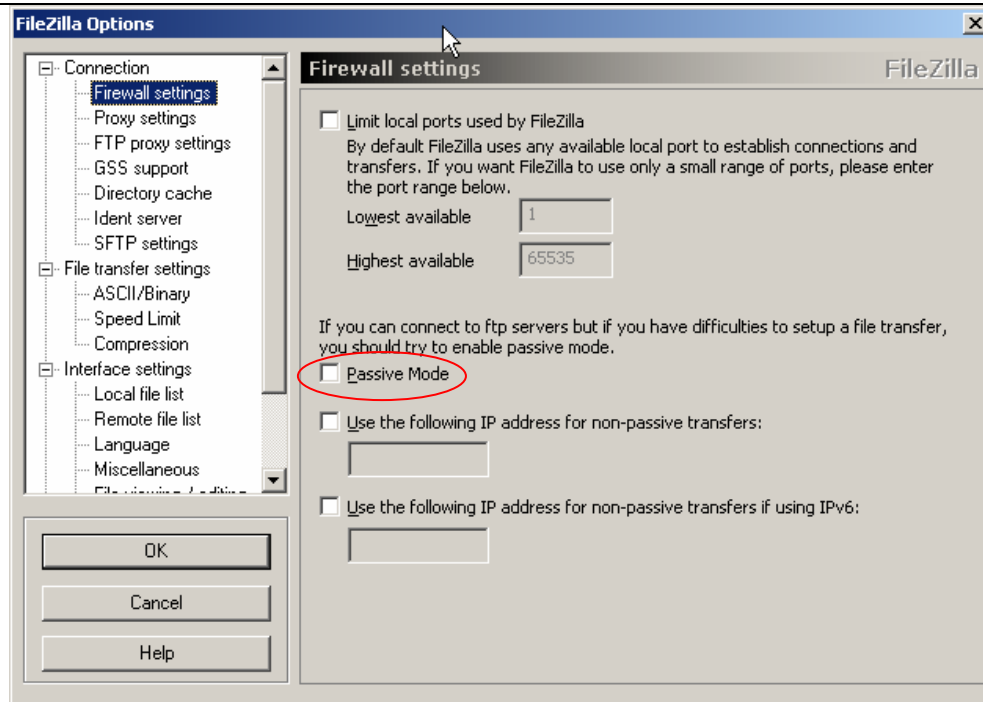 FileZilla Options
Connection
Firewall settings
Proxy settings
FTP proxy settings
GSS support
Directory cache
Ident server
SFTP settings
File transfer settings
ASCII/Binary
Speed Limit
Compression
Interface settings
Local file list
Remote file list
Language
Miscellaneous
File viewing / editing
OK
Cancel
Help
Firewall settings
FileZilla
Limit local ports used by FileZilla
By default FileZilla uses any available local port to establish connections and
transfers. If you want FileZilla to use only a small range of ports, please enter
the port range below.
Lowest available 1
Highest available 65535
If you can connect to ftp servers but if you have difficulties to setup a file transfer,
you should try to enable passive mode.
Passive Mode
Use the following IP address for non-passive transfers:
Use the following IP address for non-passive transfers if using IPv6: